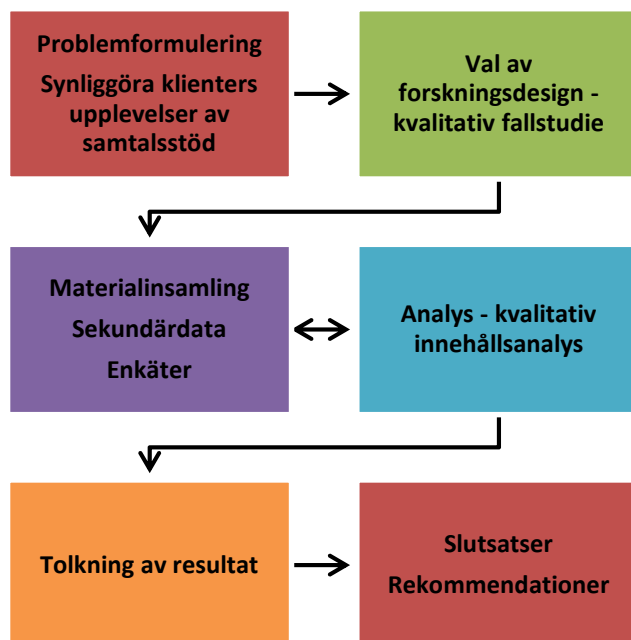 Problemformulering
Synliggöra klienters
upplevelser av
samtalsstöd
Val av
forskningsdesign -
kvalitativ fallstudie
Materialinsamling
Sekundärdata
Enkäter
Analys - kvalitativ
innehållsanalys
Tolkning av resultat
Slutsatser
Rekommendationer